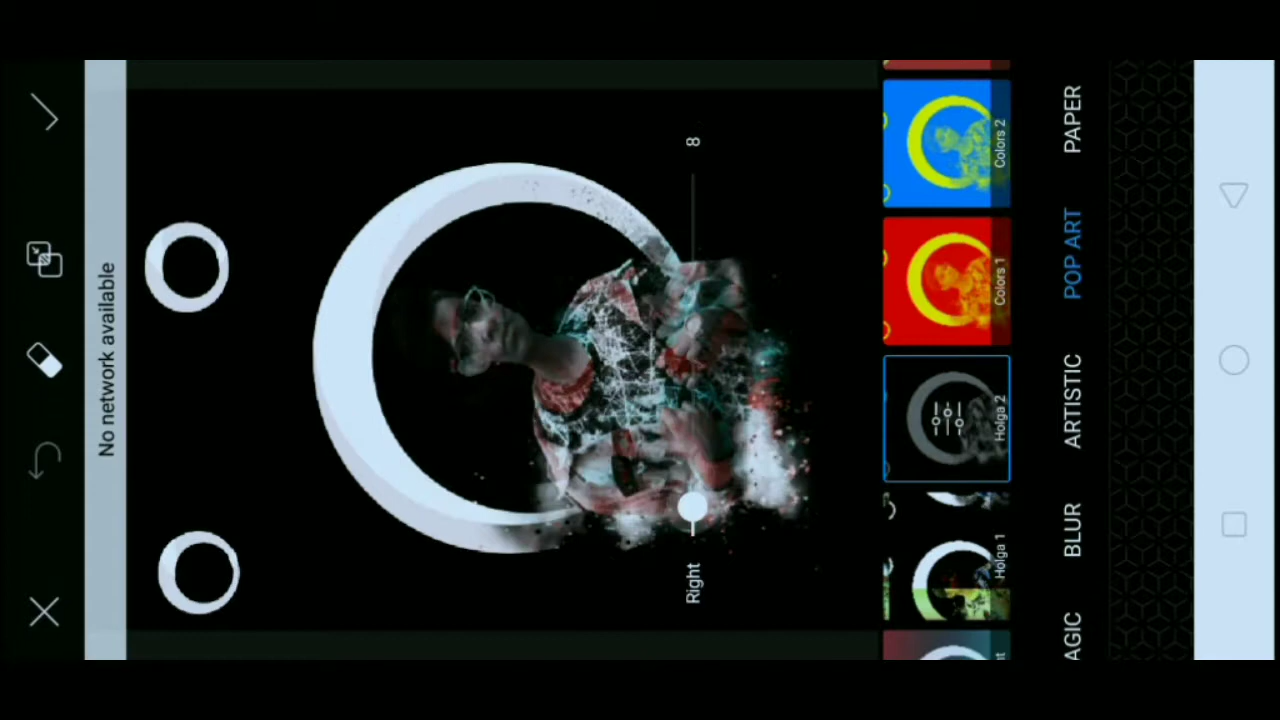 No network available
Right 8
nt
Holga 1
Holga 2
Colors 1
Colors 2
AGIC
BLUR
ARTISTIC
POP ART
PAPER